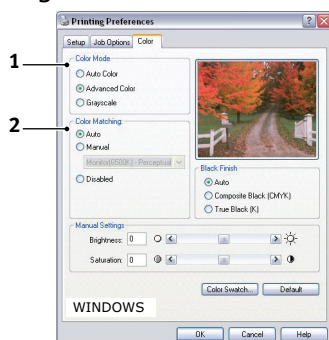 Printing Preferences
Setup Job Options Color
1
Color Mode
Auto Color
Advanced Color
Grayscale
2
Color Matching:
Auto
Manual
Monitor(6500K) - Perceptual
Disabled
Black Finish
Auto
Composite Black (CMYK)
True Black (K)
Manual Settings
Brightness: 0
Saturation: 0
Color Swatch... Default
WINDOWS
OK Cancel Help